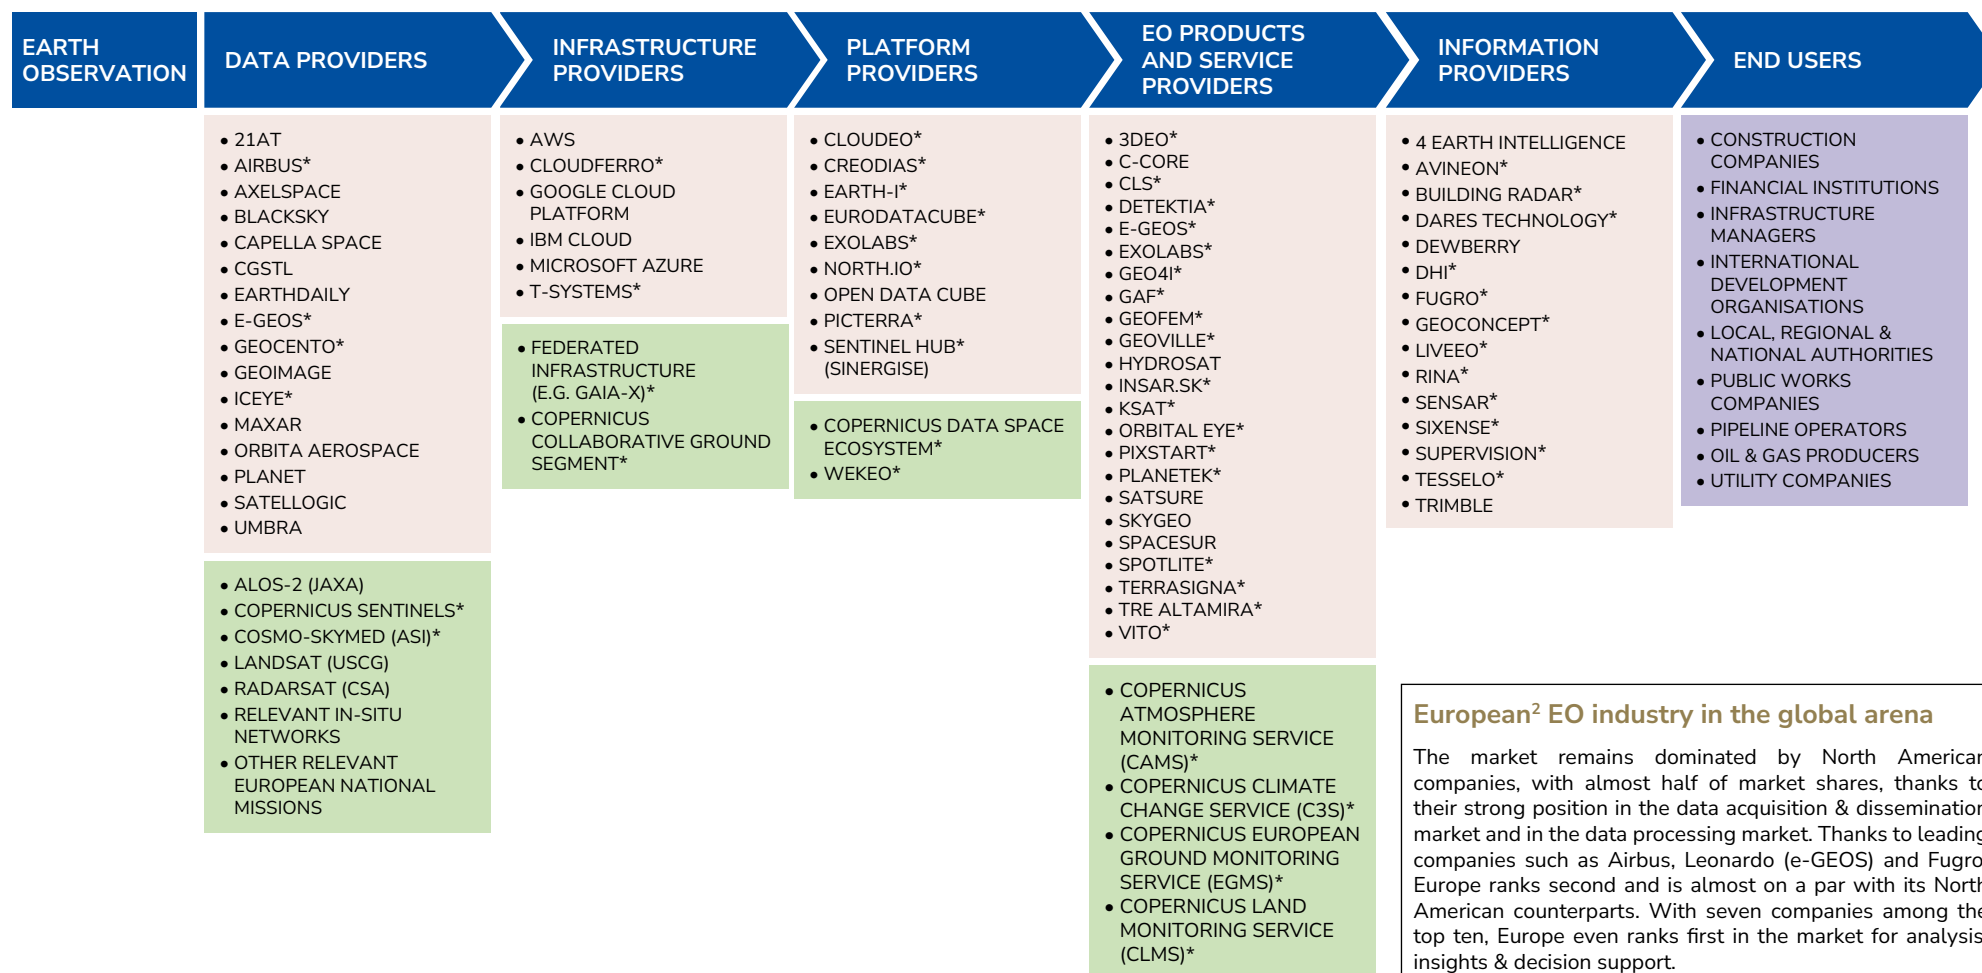 EARTH
OBSERVATION
DATA PROVIDERS
INFRASTRUCTURE
PROVIDERS
PLATFORM
PROVIDERS
EO PRODUCTS
AND SERVICE
PROVIDERS
INFORMATION
PROVIDERS
END USERS
• 21AT
• AIRBUS*
• AXELSPACE
• BLACKSKY
• CAPELLA SPACE
• CGSTL
• EARTHDAILY
• E-GEOS*
• GEOCENTO*
• GEOIMAGE
• ICEYE*
• MAXAR
• ORBITA AEROSPACE
• PLANET
• SATELLOGIC
• UMBRA
• ALOS-2 (JAXA)
• COPERNICUS SENTINELS*
• COSMO-SKYMED (ASI)*
• LANDSAT (USCG)
• RADARSAT (CSA)
• RELEVANT IN-SITU
NETWORKS
• OTHER RELEVANT
EUROPEAN NATIONAL
MISSIONS
• AWS
• CLOUDFERRO*
• GOOGLE CLOUD
PLATFORM
• IBM CLOUD
• MICROSOFT AZURE
• T-SYSTEMS*
• FEDERATED
INFRASTRUCTURE
(E.G. GAIA-X)*
• COPERNICUS
COLLABORATIVE GROUND
SEGMENT*
• CLOUDEO*
• CREODIAS*
• EARTH-I*
• EURODATACUBE*
• EXOLABS*
• NORTH.IO*
• OPEN DATA CUBE
• PICTERRA*
• SENTINEL HUB*
(SINERGISE)
• COPERNICUS DATA SPACE
ECOSYSTEM*
• WEKEO*
• 3DEO*
• C-CORE
• CLS*
• DETEKTIA*
• E-GEOS*
• EXOLABS*
• GEO4I*
• GAF*
• GEOFEM*
• GEOVILLE*
• HYDROSAT
• INSAR.SK*
• KSAT*
• ORBITAL EYE*
• PIXSTART*
• PLANETEK*
• SATSURE
• SKYGEO
• SPACESUR
• SPOTLITE*
• TERRASIGNA*
• TRE ALTAMIRA*
• VITO*
• COPERNICUS
ATMOSPHERE
MONITORING SERVICE
(CAMS)*
• COPERNICUS CLIMATE
CHANGE SERVICE (C3S)*
• COPERNICUS EUROPEAN
GROUND MONITORING
SERVICE (EGMS)*
• COPERNICUS LAND
MONITORING SERVICE
(CLMS)*
• 4 EARTH INTELLIGENCE
• AVINEON*
• BUILDING RADAR*
• DARES TECHNOLOGY*
• DEWBERRY
• DHI*
• FUGRO*
• GEOCONCEPT*
• LIVEEO*
• RINA*
• SENSAR*
• SIXENSE*
• SUPERVISION*
• TESSELO*
• TRIMBLE
• CONSTRUCTION
COMPANIES
• FINANCIAL INSTITUTIONS
• INFRASTRUCTURE
MANAGERS
• INTERNATIONAL
DEVELOPMENT
ORGANISATIONS
• LOCAL, REGIONAL &
NATIONAL AUTHORITIES
• PUBLIC WORKS
COMPANIES
• PIPELINE OPERATORS
• OIL & GAS PRODUCERS
• UTILITY COMPANIES
European² EO industry in the global arena
The market remains dominated by North American
companies, with almost half of market shares, thanks to
their strong position in the data acquisition & dissemination
market and in the data processing market. Thanks to leading
companies such as Airbus, Leonardo (e-GEOS) and Fugro
Europe ranks second and is almost on a par with its North
American counterparts. With seven companies among the
top ten, Europe even ranks first in the market for analysis
insights & decision support.